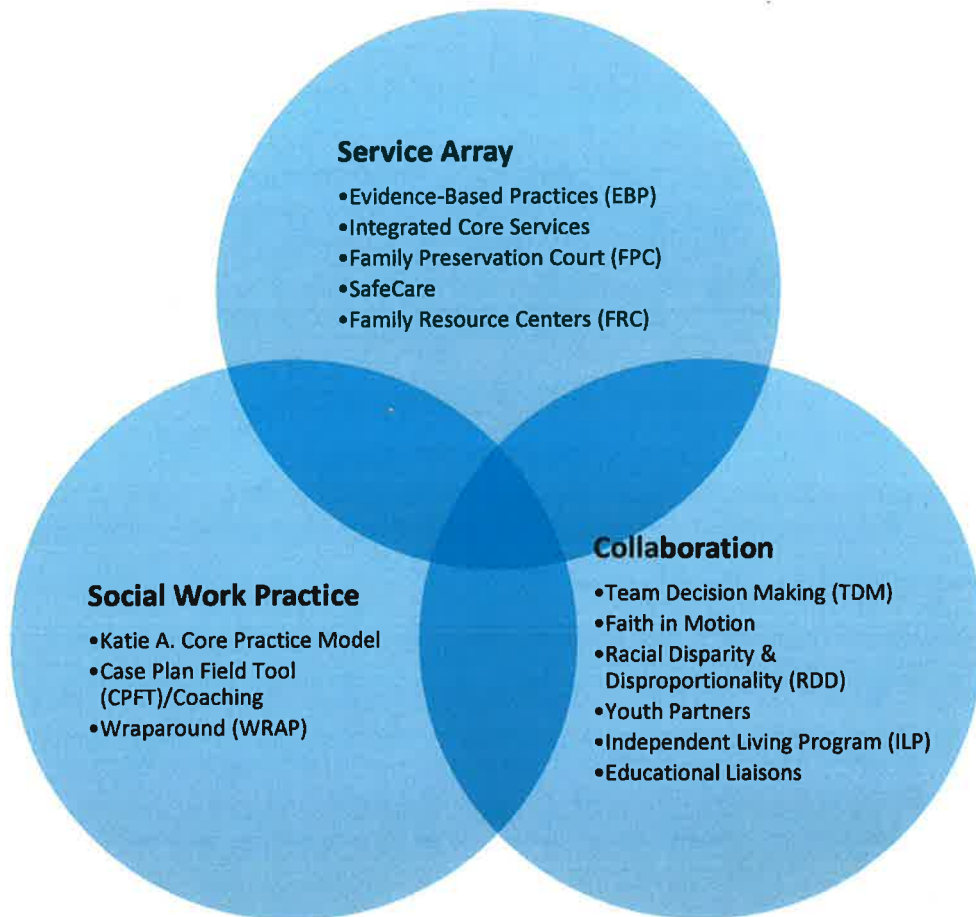 Service Array
•Evidence-Based Practices (EBP)
•Integrated Core Services
•Family Preservation Court (FPC)
•SafeCare
•Family Resource Centers (FRC)
Social Work Practice
•Katie A. Core Practice Model
•Case Plan Field Tool
(CPFT)/Coaching
•Wraparound (WRAP)
Collaboration
•Team Decision Making (TDM)
•Faith in Motion
•Racial Disparity &
Disproportionality (RDD)
•Youth Partners
•Independent Living Program (ILP)
•Educational Liaisons